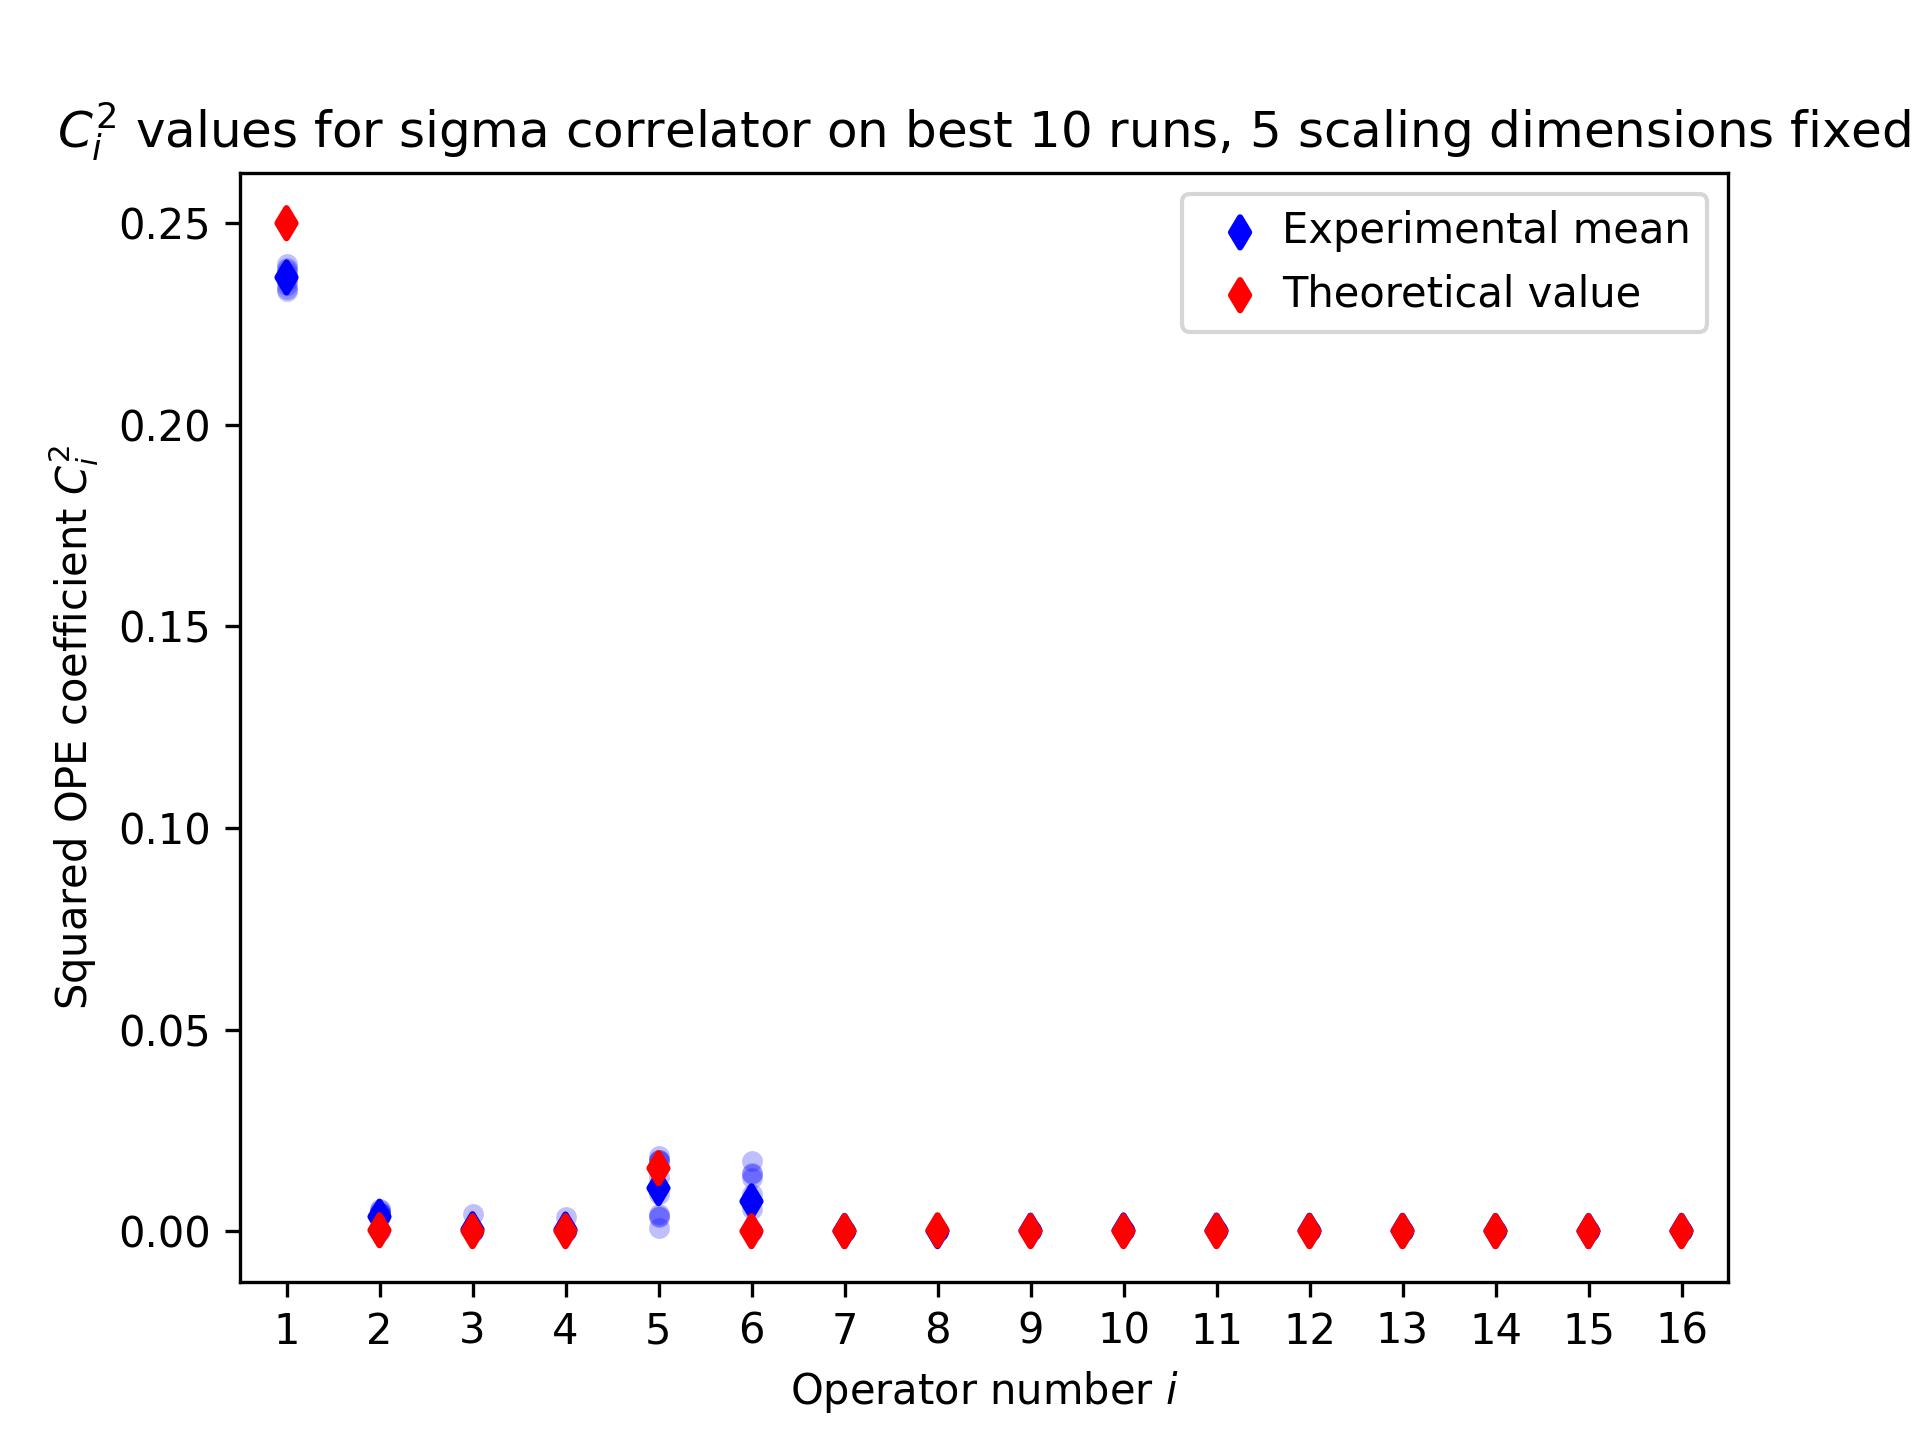 C_i^2 values for sigma correlator on best 10 runs, 5 scaling dimensions fixed
Experimental mean
Theoretical value
Squared OPE coefficient C_i^2
0.25
0.20
0.15
0.10
0.05
0.00
1 2 3 4 5 6 7 8 9 10 11 12 13 14 15 16
Operator number i